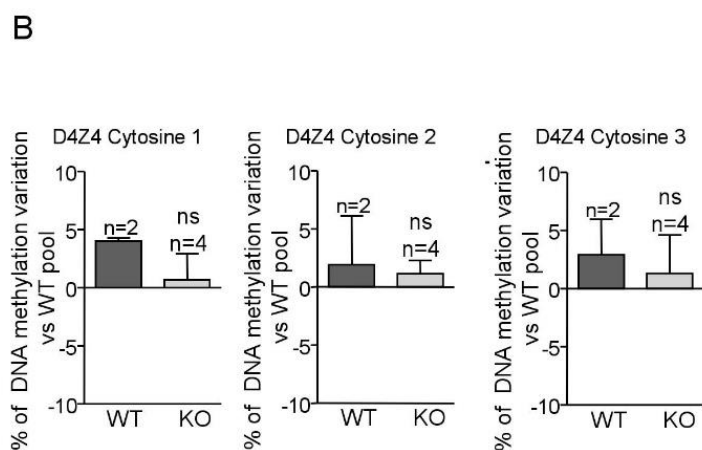 B
D4Z4 Cytosine 1
% of DNA methylation variation
vs WT pool
10
5
0
-5
-10
n=2
ns
n=4
WT
KO
D4Z4 Cytosine 2
% of DNA methylation variation
vs WT pool
10
5
0
-5
-10
n=2
ns
n=4
WT
KO
D4Z4 Cytosine 3
% of DNA methylation variation
vs WT pool
10
5
0
-5
-10
n=2
ns
n=4
WT
KO